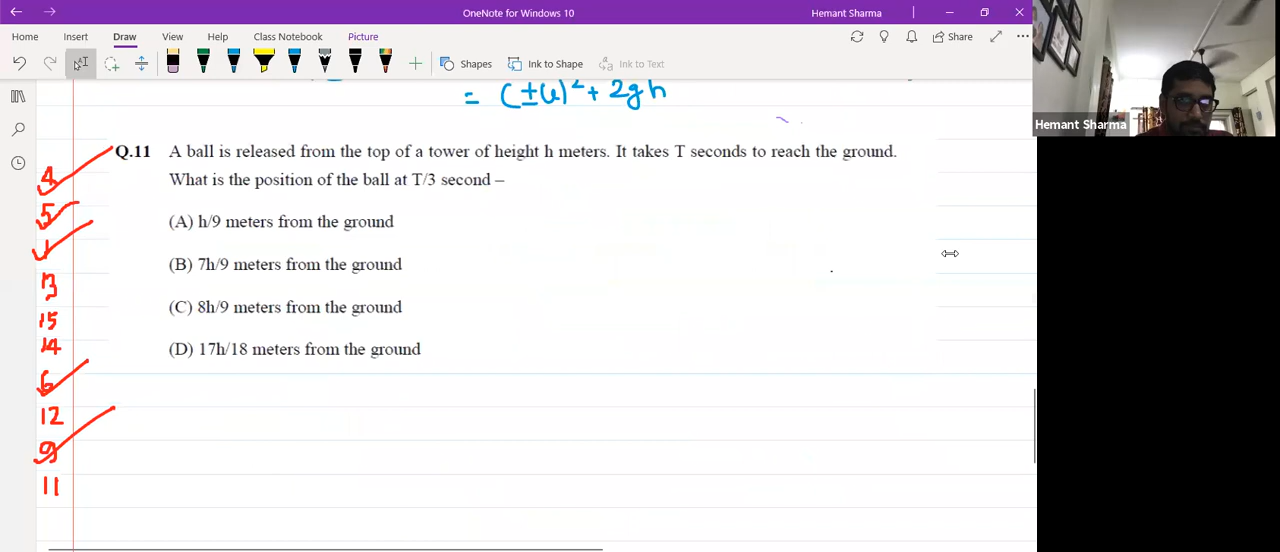 OneNote for Windows 10
Hemant Sharma
Home Insert Draw View Help Class Notebook Picture
Share
Shapes Ink to Shape Ink to Text
= (±u)² + 2gh
Q.11 A ball is released from the top of a tower of height h meters. It takes T seconds to reach the ground.
What is the position of the ball at T/3 second –
(A) h/9 meters from the ground
(B) 7h/9 meters from the ground
(C) 8h/9 meters from the ground
(D) 17h/18 meters from the ground
4
5
1
13
15
14
6
12
9
11
Hemant Sharma